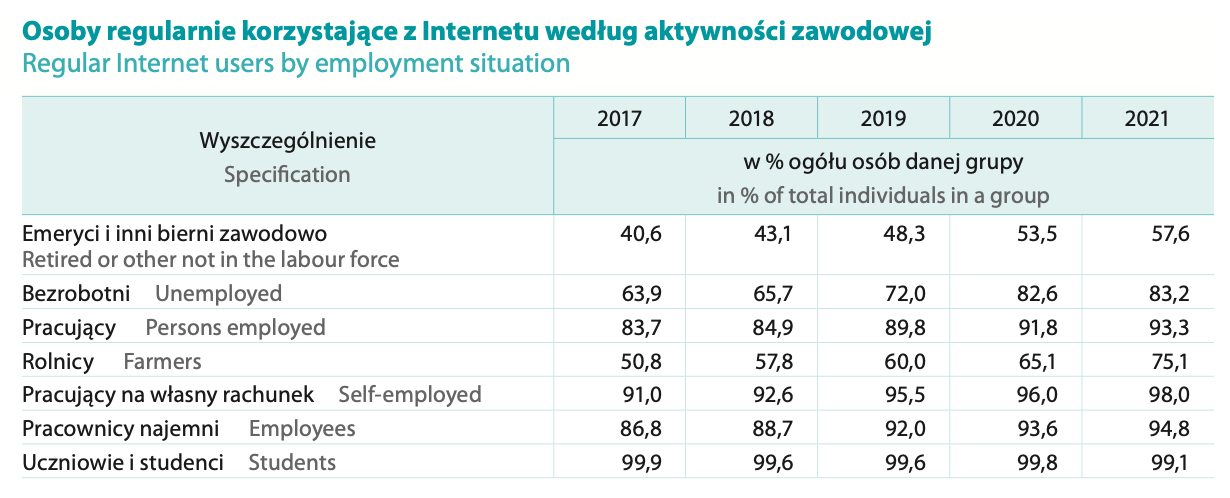 Osoby regularnie korzystające z Internetu według aktywności zawodowej
Regular Internet users by employment situation
Wyszczególnienie
Specification
2017 2018 2019 2020 2021
w % ogółu osób danej grupy
in % of total individuals in a group
Emeryci i inni bierni zawodowo 40,6 43,1 48,3 53,5 57,6
Retired or other not in the labour force
Bezrobotni Unemployed 63,9 65,7 72,0 82,6 83,2
Pracujący Persons employed 83,7 84,9 89,8 91,8 93,3
Rolnicy Farmers 50,8 57,8 60,0 65,1 75,1
Pracujący na własny rachunek Self-employed 91,0 92,6 95,5 96,0 98,0
Pracownicy najemni Employees 86,8 88,7 92,0 93,6 94,8
Uczniowie i studenci Students 99,9 99,6 99,6 99,8 99,1